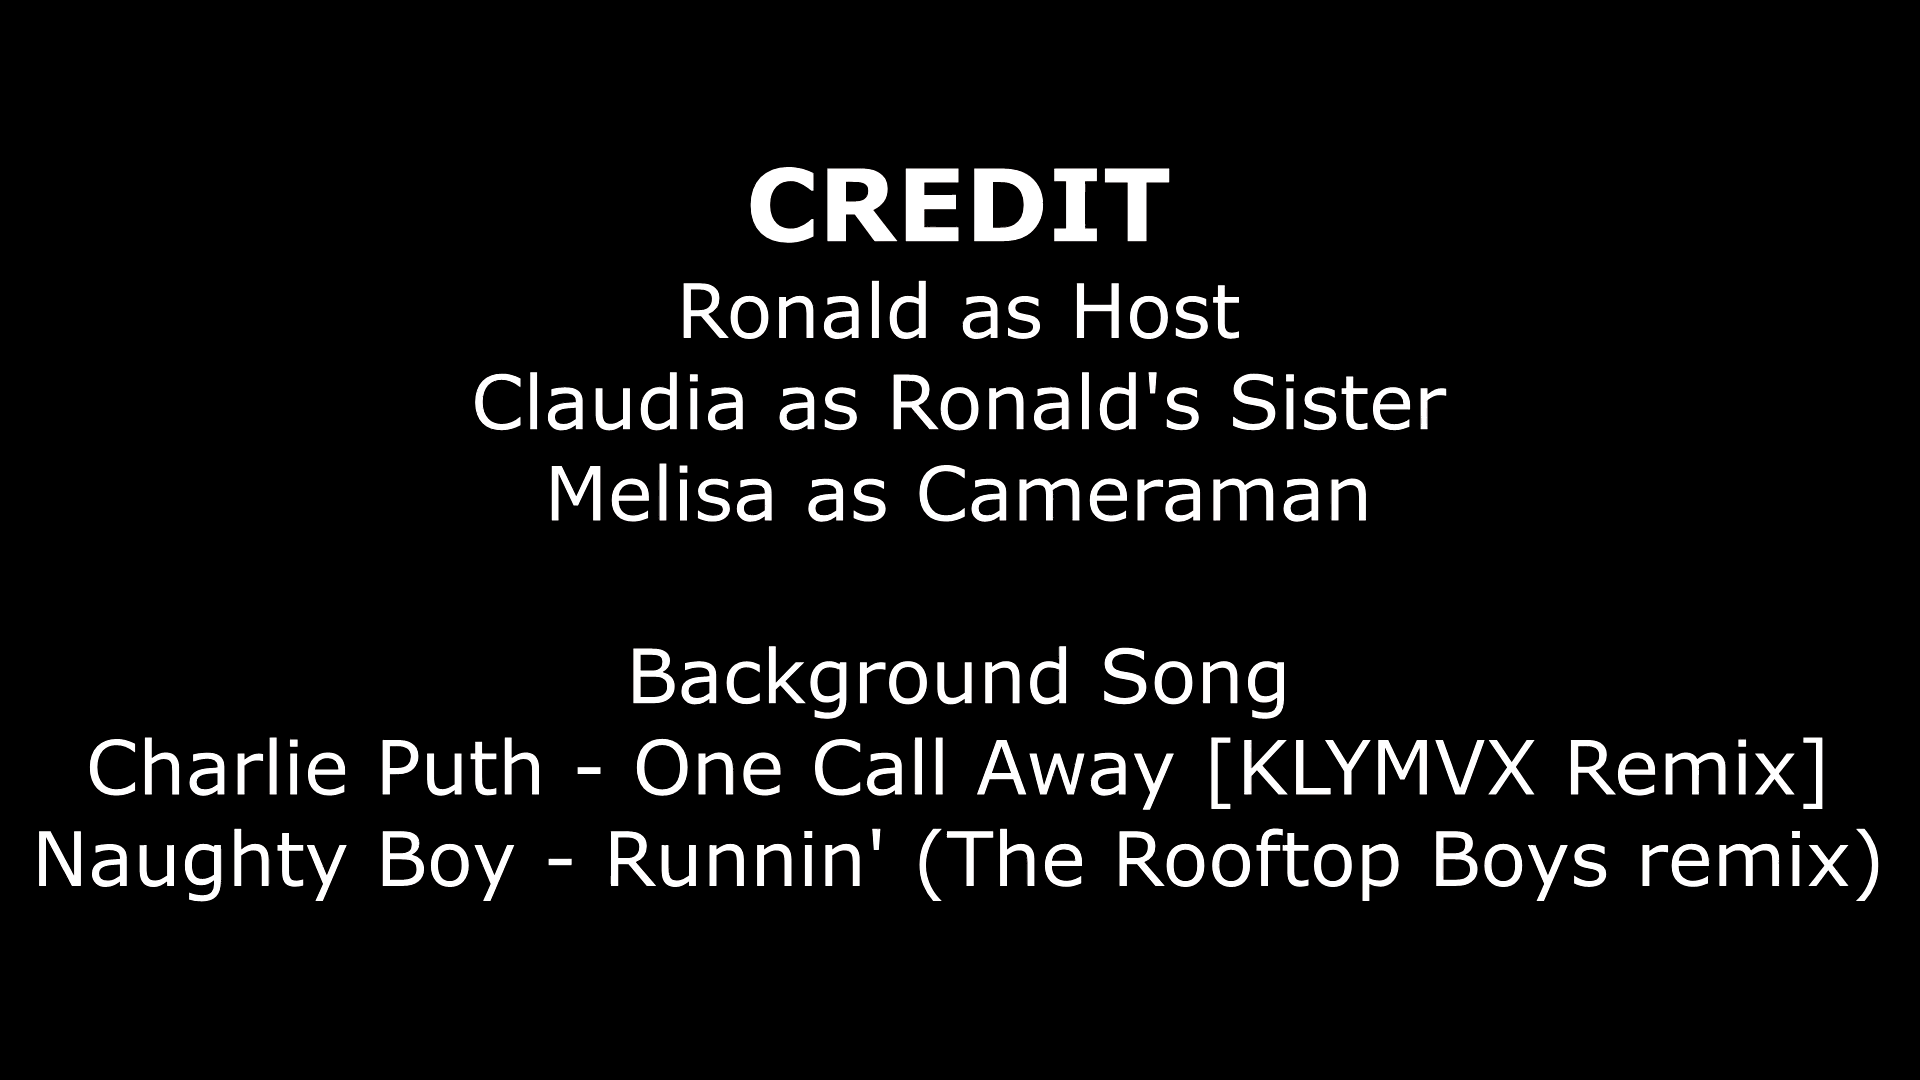 CREDIT
Ronald as Host
Claudia as Ronald's Sister
Melisa as Cameraman
Background Song
Charlie Puth - One Call Away [KLYMVX Remix]
Naughty Boy - Runnin' (The Rooftop Boys remix)